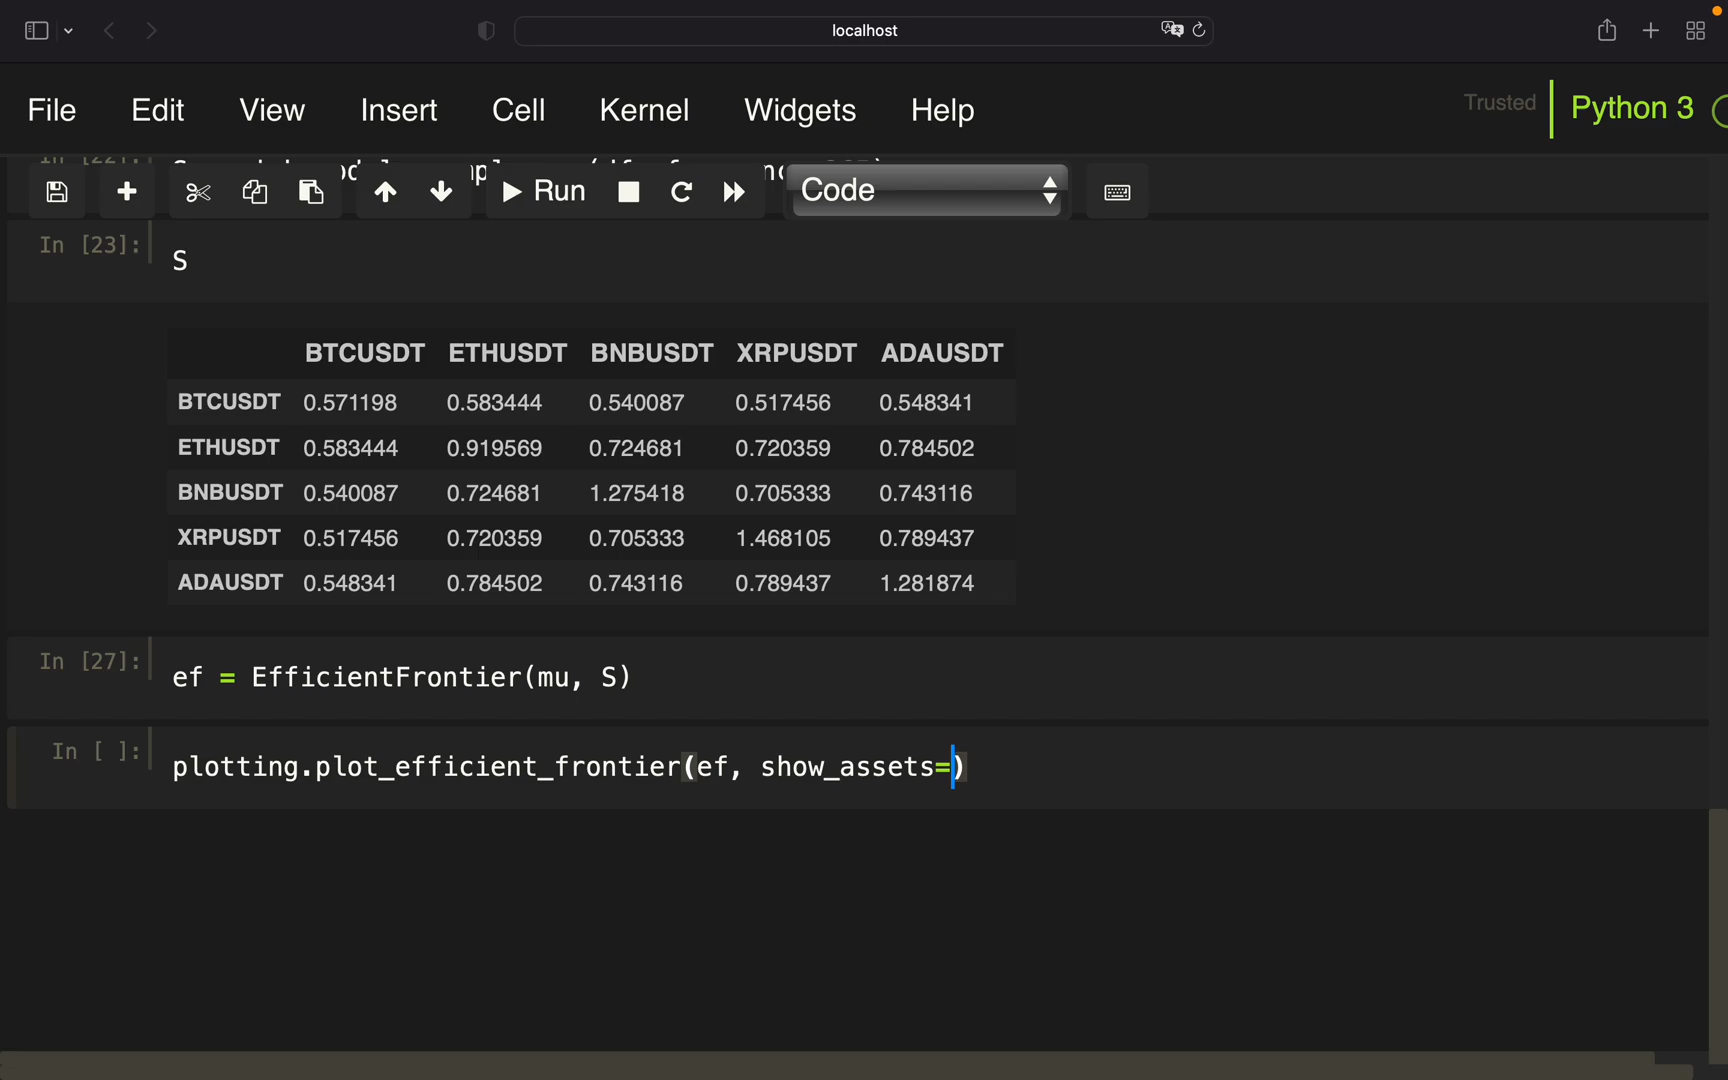 localhost
File Edit View Insert Cell Kernel Widgets Help Trusted Python 3
Run Code
In [23]: S
BTCUSDT ETHUSDT BNBUSDT XRPUSDT ADAUSDT
BTCUSDT 0.571198 0.583444 0.540087 0.517456 0.548341
ETHUSDT 0.583444 0.919569 0.724681 0.720359 0.784502
BNBUSDT 0.540087 0.724681 1.275418 0.705333 0.743116
XRPUSDT 0.517456 0.720359 0.705333 1.468105 0.789437
ADAUSDT 0.548341 0.784502 0.743116 0.789437 1.281874
In [27]: ef = EfficientFrontier(mu, S)
In [ ]: plotting.plot_efficient_frontier(ef, show_assets=)